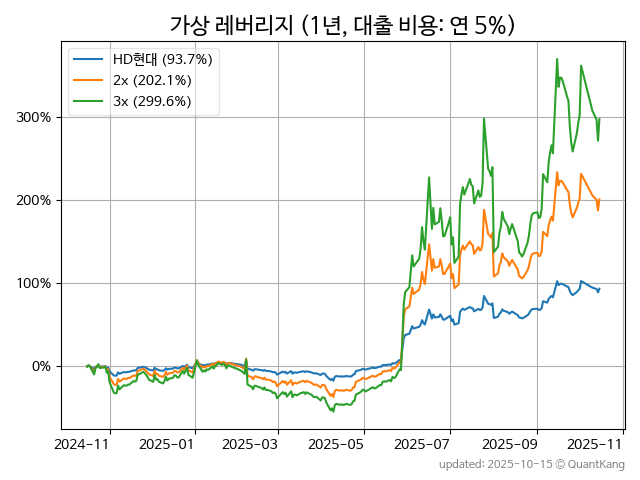 가상 레버리지 (1년, 대출 비용: 연 5%)
HD현대 (93.7%)
2x (202.1%)
3x (299.6%)
300%
200%
100%
0%
2024-11
2025-01
2025-03
2025-05
2025-07
2025-09
2025-11
updated: 2025-10-15 © QuantKang